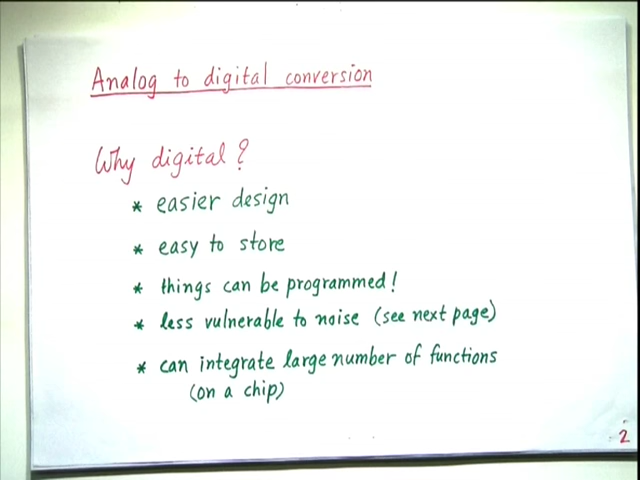 Analog to digital conversion
Why digital?
* easier design
* easy to store
* things can be programmed!
* less vulnerable to noise (see next page)
* can integrate large number of functions
(on a chip)
2